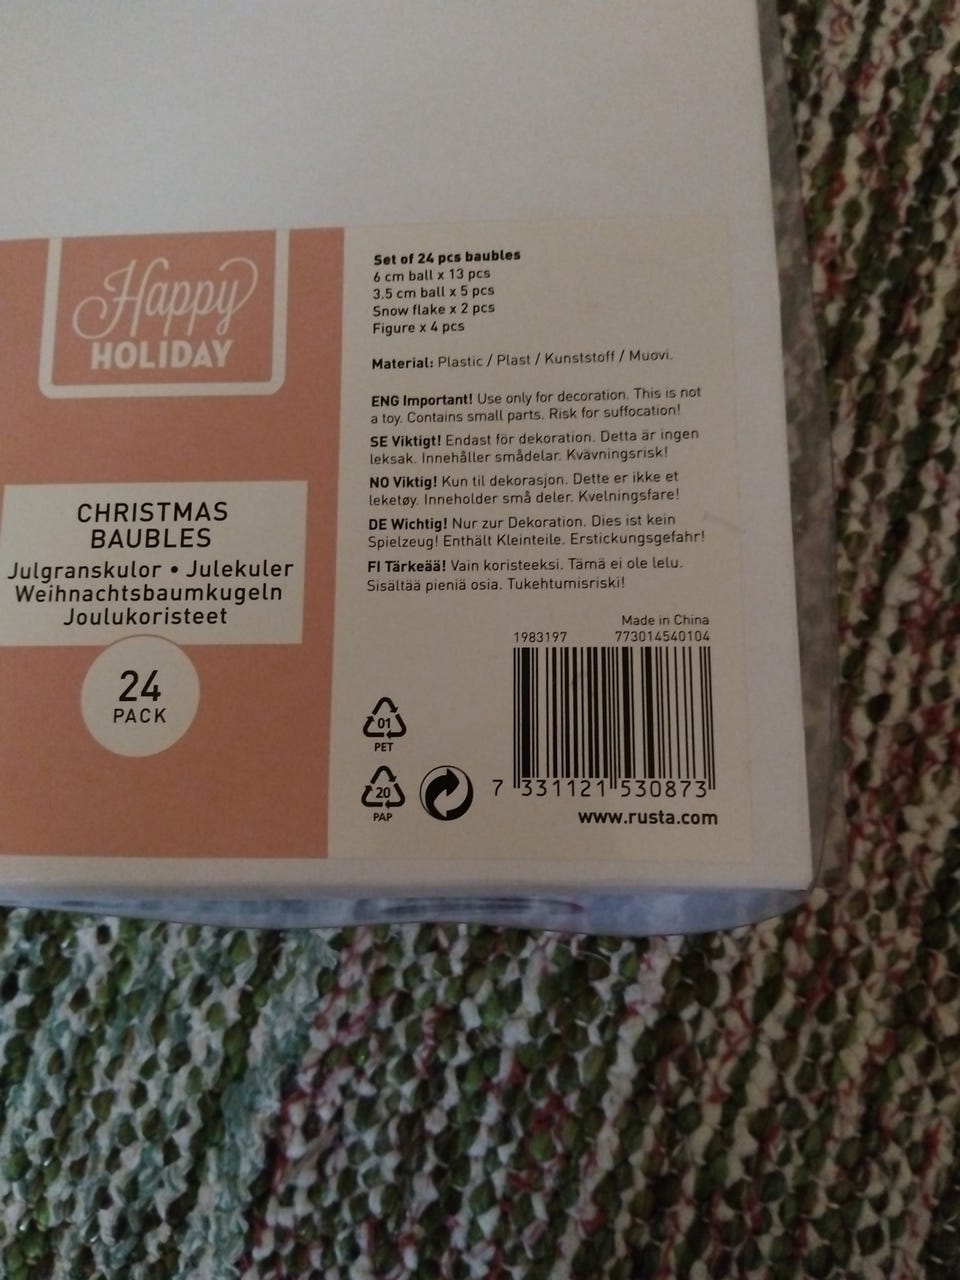 Happy
HOLIDAY
CHRISTMAS
BAUBLES
Julgranskulor • Julekuler
Weihnachtsbaumkugeln
Joulukoristeet
24
PACK
Set of 24 pcs baubles
6 cm ball x 13 pcs
3.5 cm ball x 5 pcs
Snow flake x 2 pcs
Figure x 4 pcs
Material: Plastic / Plast / Kunststoff / Muovi.
ENG Important! Use only for decoration. This is not
a toy. Contains small parts. Risk for suffocation!
SE Viktigt! Endast för dekoration. Detta är ingen
leksak. Innehåller smådelar. Kvävningsrisk!
NO Viktig! Kun til dekorasjon. Dette er ikke et
leketøy. Inneholder små deler. Kvelningsfare!
DE Wichtig! Nur zur Dekoration. Dies ist kein
Spielzeug! Enthält Kleinteile. Erstickungsgefahr!
FI Tärkeää! Vain koristeeksi. Tämä ei ole lelu.
Sisältää pieniä osia. Tukehtumisriski!
Made in China
1983197 773014540104
01
PET
20
PAP
7 331121 530873
www.rusta.com